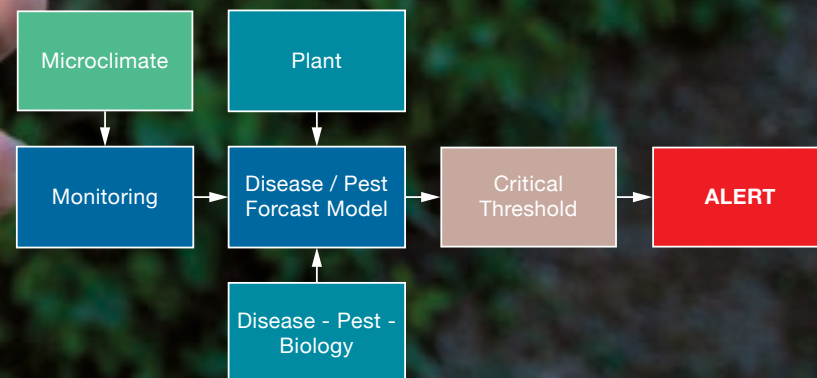 Microclimate
Plant
Monitoring
Disease / Pest
Forcast Model
Critical
Threshold
ALERT
Disease - Pest -
Biology